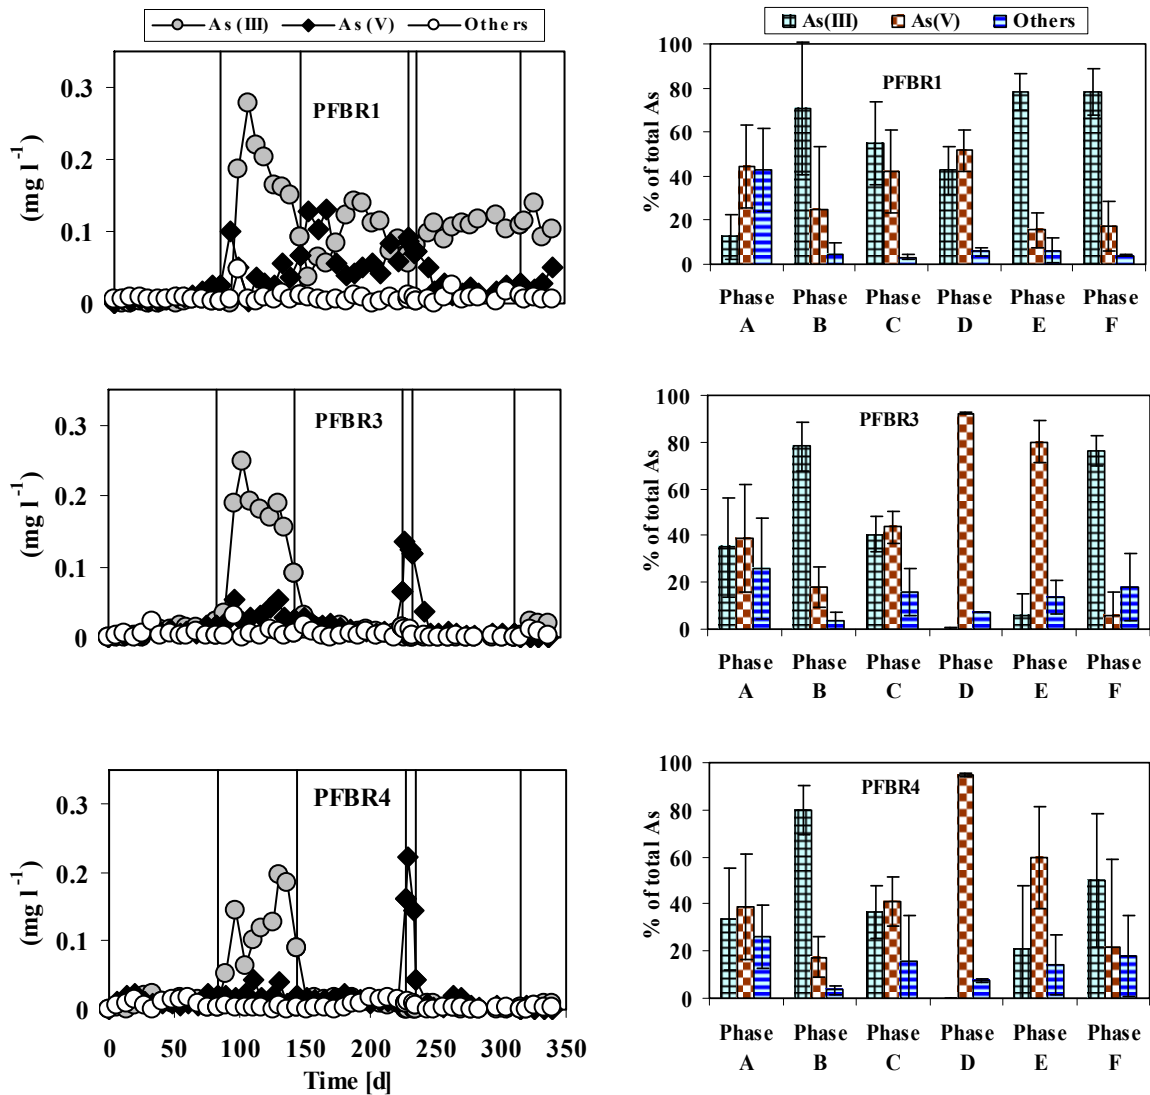 As (III) As (V) Others
PFBR1
(mg l-1)
0.3
0.2
0.1
0
PFBR3
(mg l-1)
0.3
0.2
0.1
0
PFBR4
(mg l-1)
0.3
0.2
0.1
0
0 50 100 150 200 250 300 350
Time [d]
As(III) As(V) Others
PFBR1
% of total As
100
80
60
40
20
0
Phase Phase Phase Phase Phase Phase
A B C D E F
PFBR3
% of total As
100
80
60
40
20
0
Phase Phase Phase Phase Phase Phase
A B C D E F
PFBR4
% of total As
100
80
60
40
20
0
Phase Phase Phase Phase Phase Phase
A B C D E F